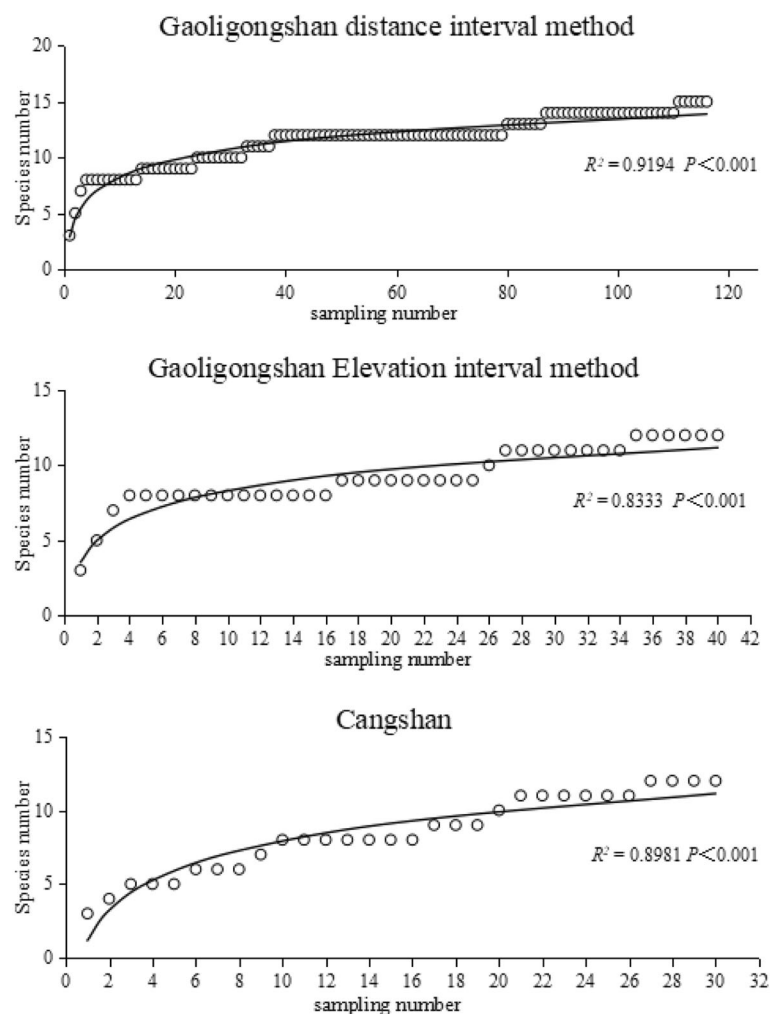 Gaoligongshan distance interval method
20
15
10
5
0
Species number
R² = 0.9194 P<0.001
0 20 40 60 80 100 120
sampling number
Gaoligongshan Elevation interval method
15
10
5
0
Species number
R² = 0.8333 P<0.001
0 2 4 6 8 10 12 14 16 18 20 22 24 26 28 30 32 34 36 38 40 42
sampling number
Cangshan
15
10
5
0
Species number
R² = 0.8981 P<0.001
0 2 4 6 8 10 12 14 16 18 20 22 24 26 28 30 32
sampling number